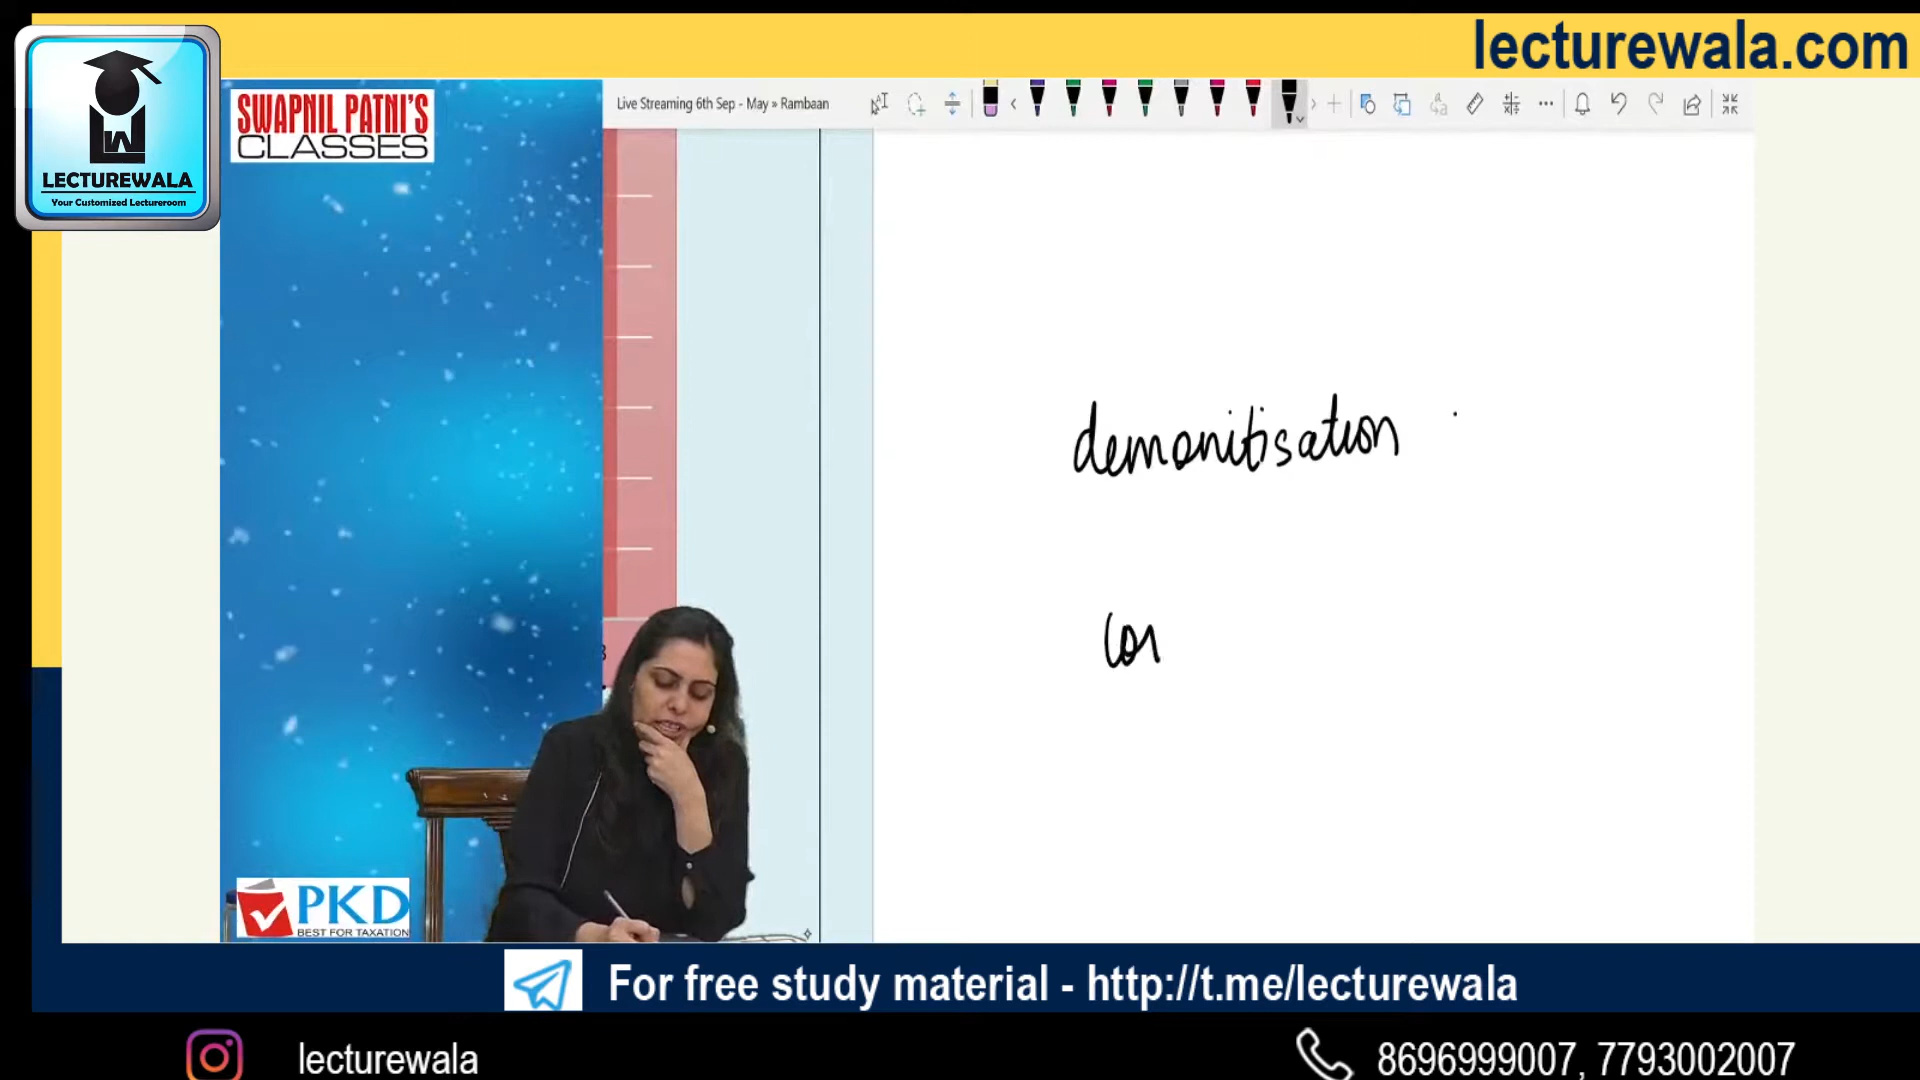 lecturewala.com
LECTUREWALA
Your Customized Lectureroom
SWAPNIL PATNI'S
CLASSES
Live Streaming 6th Sep - May » Rambaan
demonitisation
con
3
PKD
BEST FOR TAXATION
For free study material - http://t.me/lecturewala
lecturewala
8696999007, 7793002007